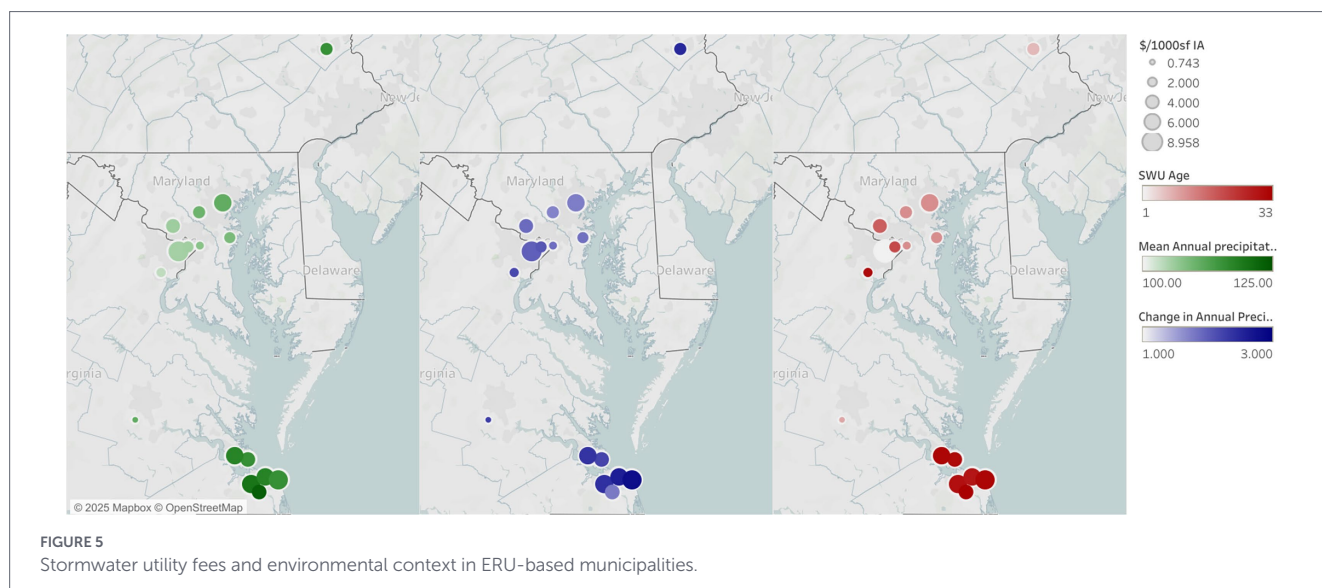 New Je
Maryland
Delaware
rginia
© 2025 Mapbox © OpenStreetMap
New Je
Maryland
Delaware
rginia
New Je
Maryland
Delaware
rginia
$/1000sf IA
0.743
2.000
4.000
6.000
8.958
SWU Age
1 33
Mean Annual precipitat..
100.00 125.00
Change in Annual Preci..
1.000 3.000
FIGURE 5
Stormwater utility fees and environmental context in ERU-based municipalities.